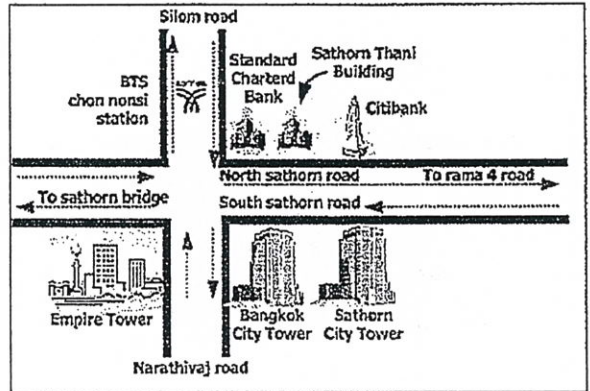 Silom road
BTS
chon nonsi
station
Standard
Charterd
Bank
Sathorn Thani
Building
Citibank
North sathorn road
To rama 4 road
To sathorn bridge
South sathorn road
Empire Tower
Bangkok
City Tower
Sathorn
City Tower
Narathivaj road